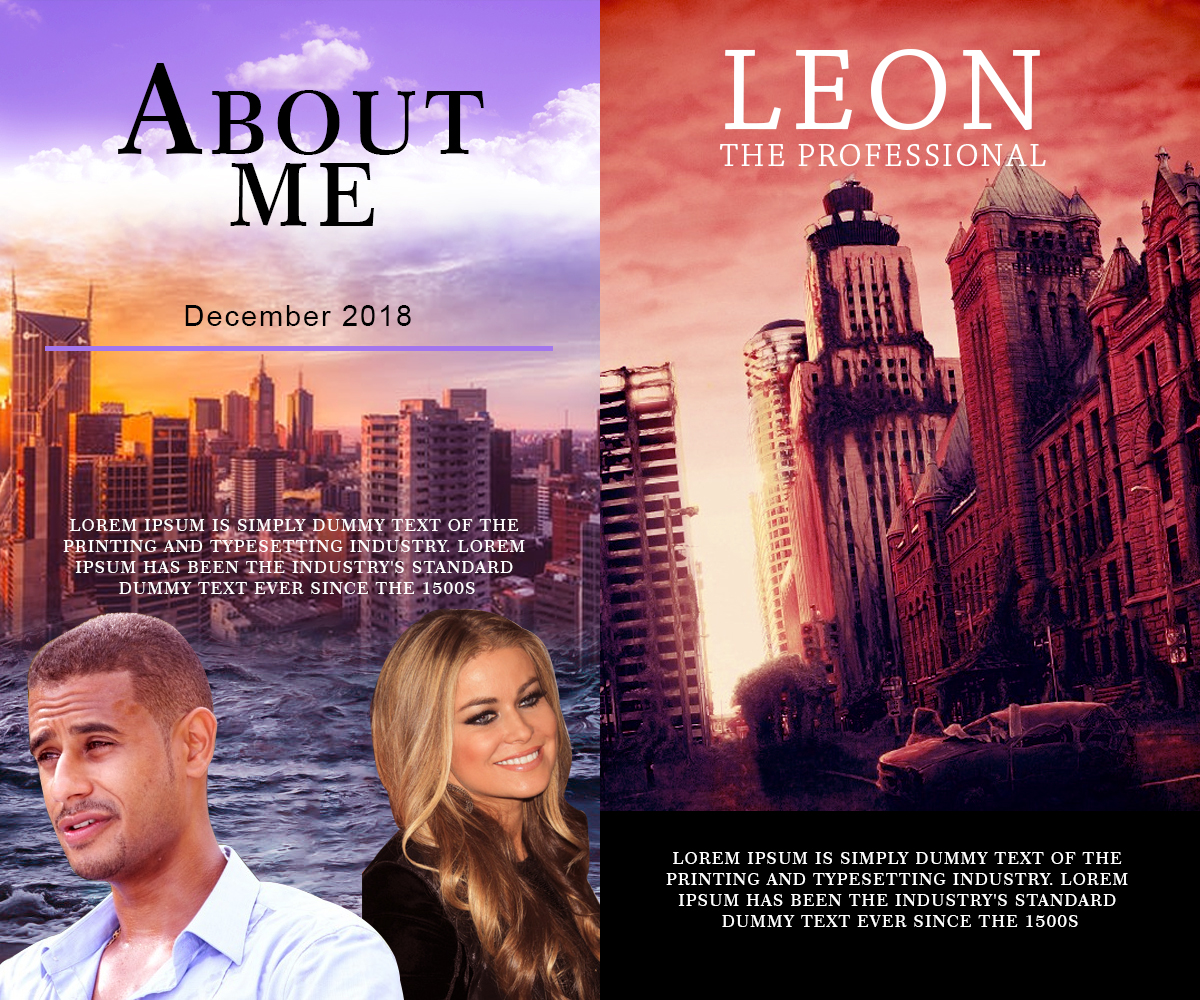 ABOUT
ME
December 2018
LOREM IPSUM IS SIMPLY DUMMY TEXT OF THE
PRINTING AND TYPESETTING INDUSTRY. LOREM
IPSUM HAS BEEN THE INDUSTRY'S STANDARD
DUMMY TEXT EVER SINCE THE 1500S
LEON
THE PROFESSIONAL
LOREM IPSUM IS SIMPLY DUMMY TEXT OF THE
PRINTING AND TYPESETTING INDUSTRY. LOREM
IPSUM HAS BEEN THE INDUSTRY'S STANDARD
DUMMY TEXT EVER SINCE THE 1500S